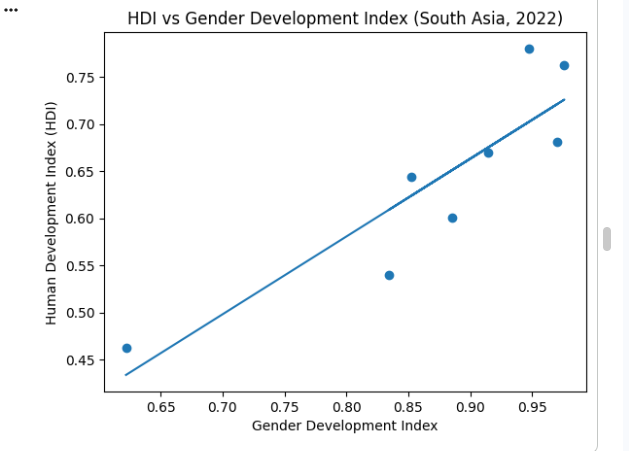 ...
HDI vs Gender Development Index (South Asia, 2022)
Human Development Index (HDI)
0.75
0.70
0.65
0.60
0.55
0.50
0.45
0.65 0.70 0.75 0.80 0.85 0.90 0.95
Gender Development Index